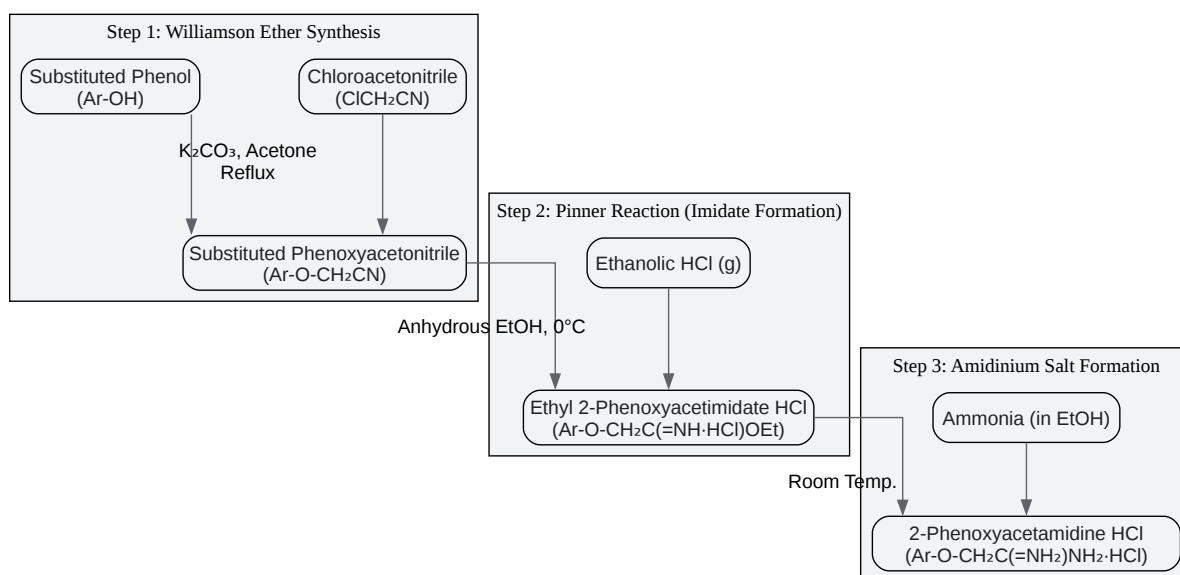 Step 1: Williamson Ether Synthesis
Substituted Phenol
(Ar-OH)
Chloroacetonitrile
(ClCH₂CN)
K₂CO₃, Acetone
Reflux
Substituted Phenoxyacetonitrile
(Ar-O-CH₂CN)
Step 2: Pinner Reaction (Imidate Formation)
Ethanolic HCl (g)
Anhydrous EtOH, 0°C
Ethyl 2-Phenoxyacetimidate HCl
(Ar-O-CH₂C(=NH·HCl)OEt)
Step 3: Amidinium Salt Formation
Ammonia (in EtOH)
Room Temp.
2-Phenoxyacetamidine HCl
(Ar-O-CH₂C(=NH₂)NH₂·HCl)